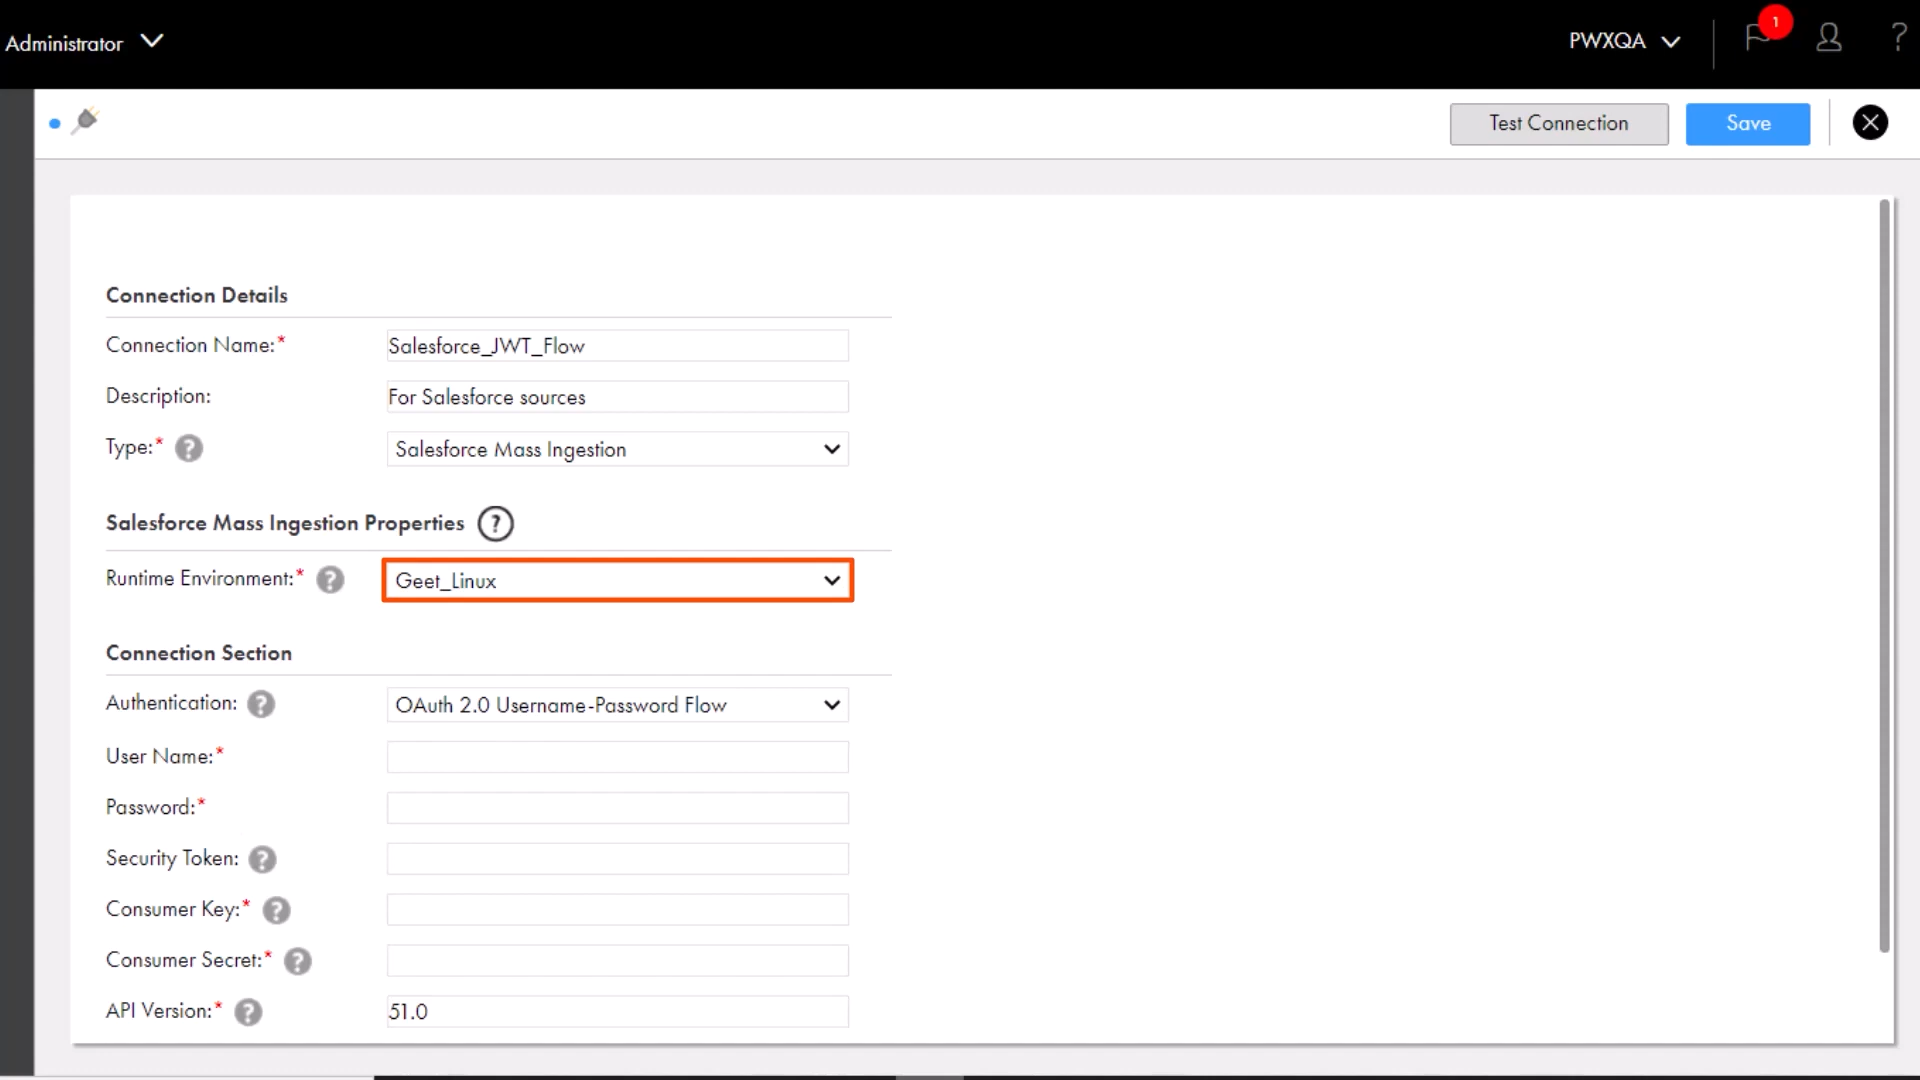 Administrator
PWXQA
1
?
Test Connection
Save
Connection Details
Connection Name:* Salesforce_JWT_Flow
Description: For Salesforce sources
Type:* ? Salesforce Mass Ingestion
Salesforce Mass Ingestion Properties ?
Runtime Environment:* ? Geet_Linux
Connection Section
Authentication: ? OAuth 2.0 Username-Password Flow
User Name:*
Password:*
Security Token: ?
Consumer Key:* ?
Consumer Secret:* ?
API Version:* ? 51.0